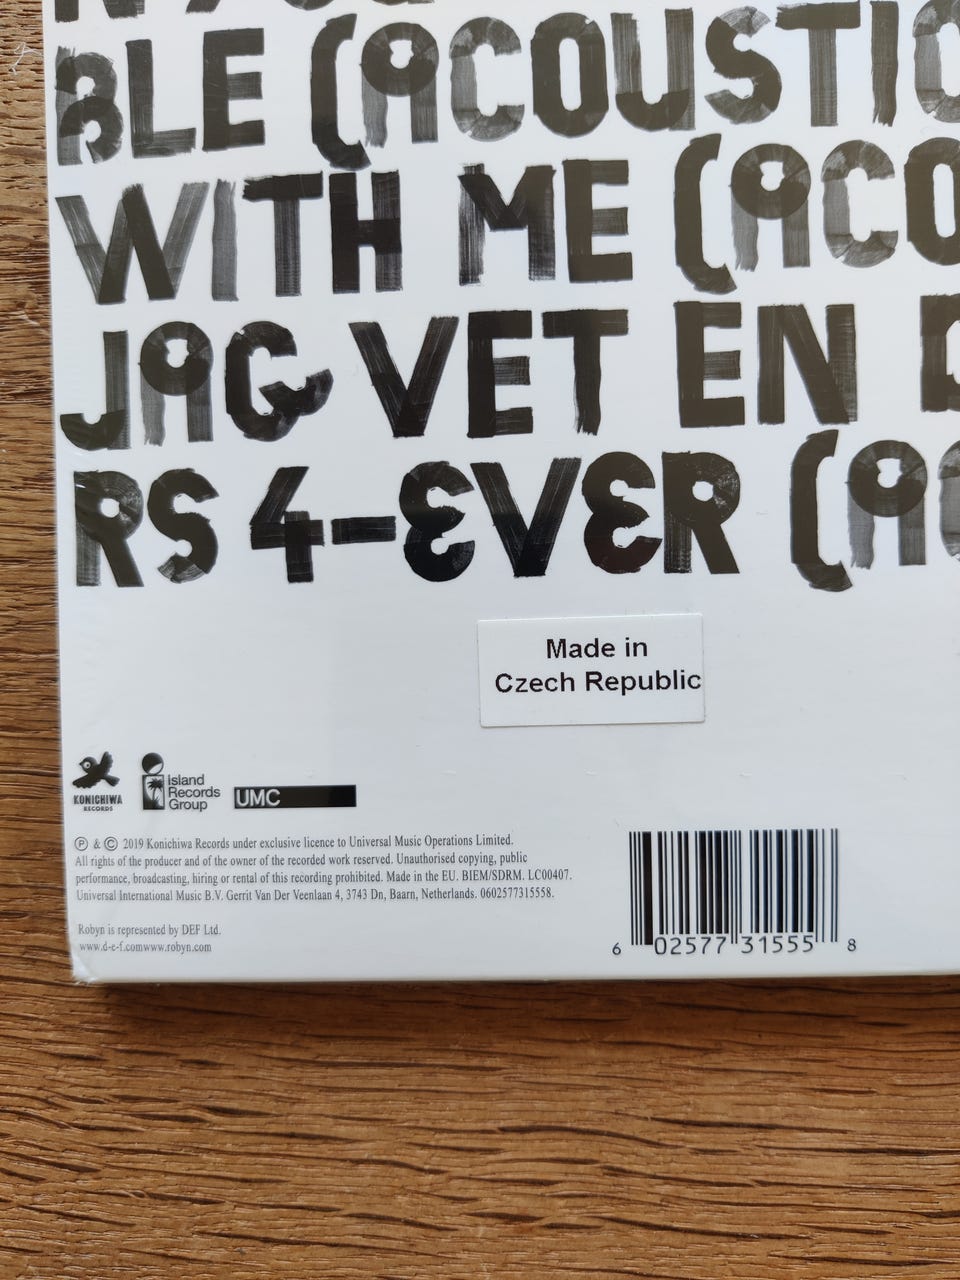 BLE (ACOUSTIC
WITH ME (ACO
JAG VET EN D
RS 4-EVER (AC
Made in
Czech Republic
KONICHIWA
RECORDS
Island
Records
Group
UMC
℗ & © 2019 Konichiwa Records under exclusive licence to Universal Music Operations Limited.
All rights of the producer and of the owner of the recorded work reserved. Unauthorised copying, public
performance, broadcasting, hiring or rental of this recording prohibited. Made in the EU. BIEM/SDRM. LC00407.
Universal International Music B.V. Gerrit Van Der Veenlaan 4, 3743 Dn, Baarn, Netherlands. 0602577315558.
Robyn is represented by DEF Ltd.
www.d-e-f.comwww.robyn.com
6 02577 31555 8